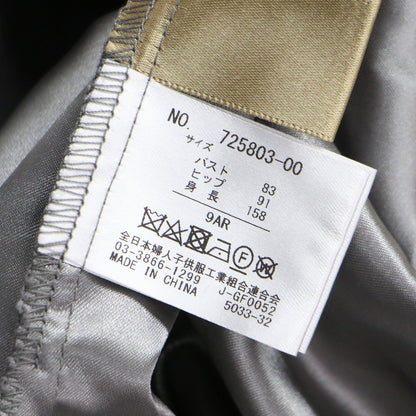 NO. 725803-00
サイズ
バスト 83
ヒップ 91
身長 158
9AR
F
全日本婦人子供服工業組合連合会
03-3866-1299 J-GF0052
MADE IN CHINA 5033-32